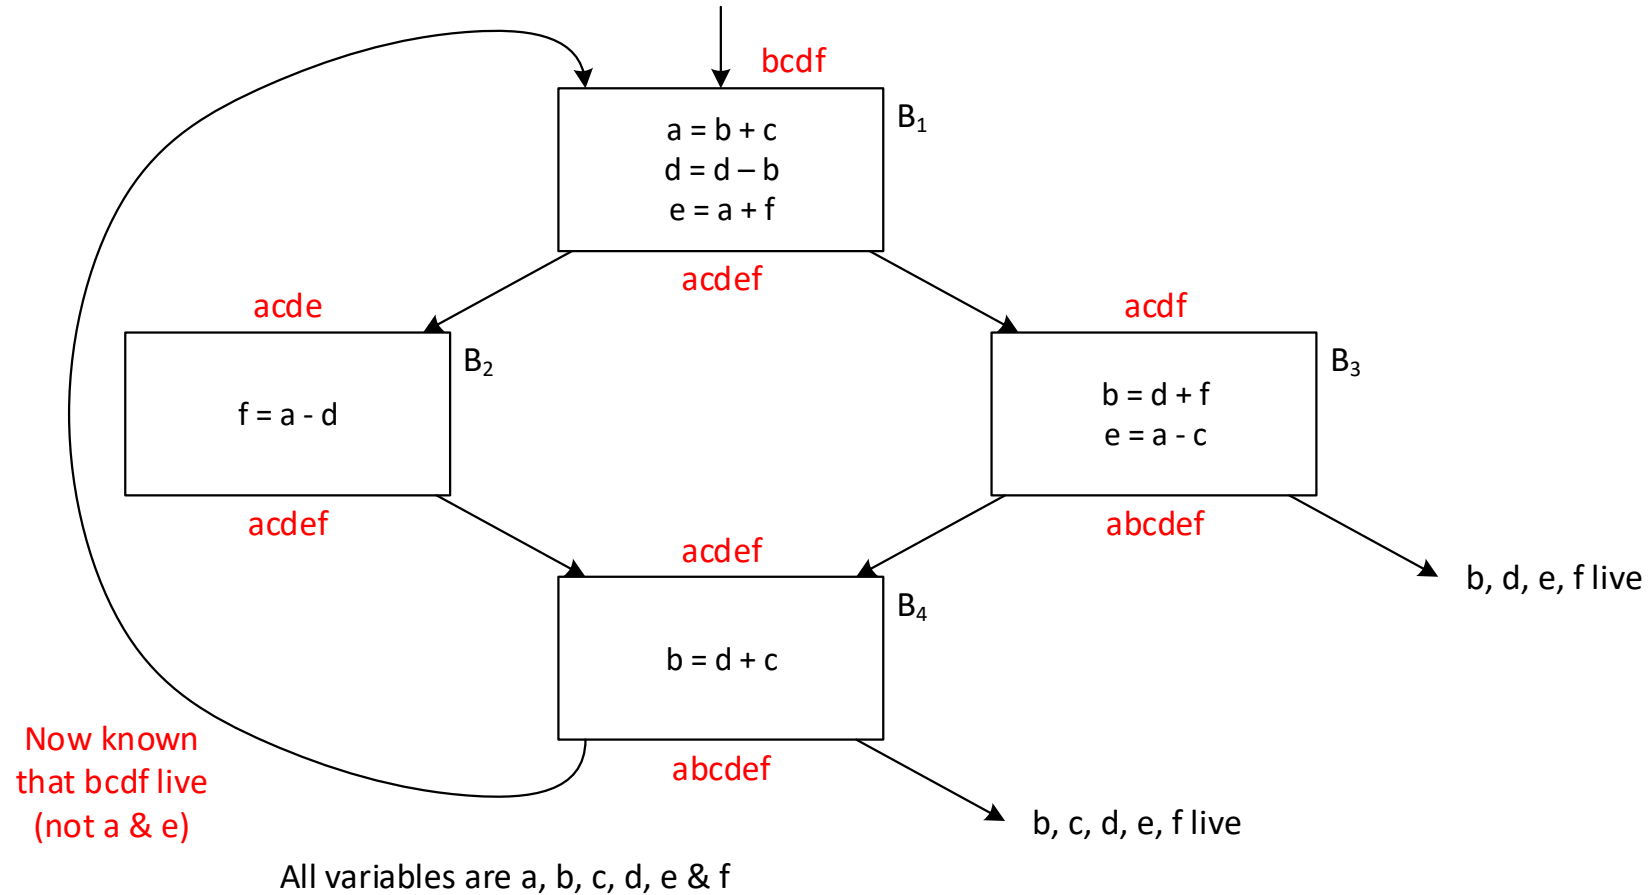 bcdf
B₁
a = b + c
d = d – b
e = a + f
acdef
acde
B₂
f = a - d
acdef
acdf
B₃
b = d + f
e = a - c
abcdef
b, d, e, f live
acdef
B₄
b = d + c
abcdef
b, c, d, e, f live
Now known
that bcdf live
(not a & e)
All variables are a, b, c, d, e & f